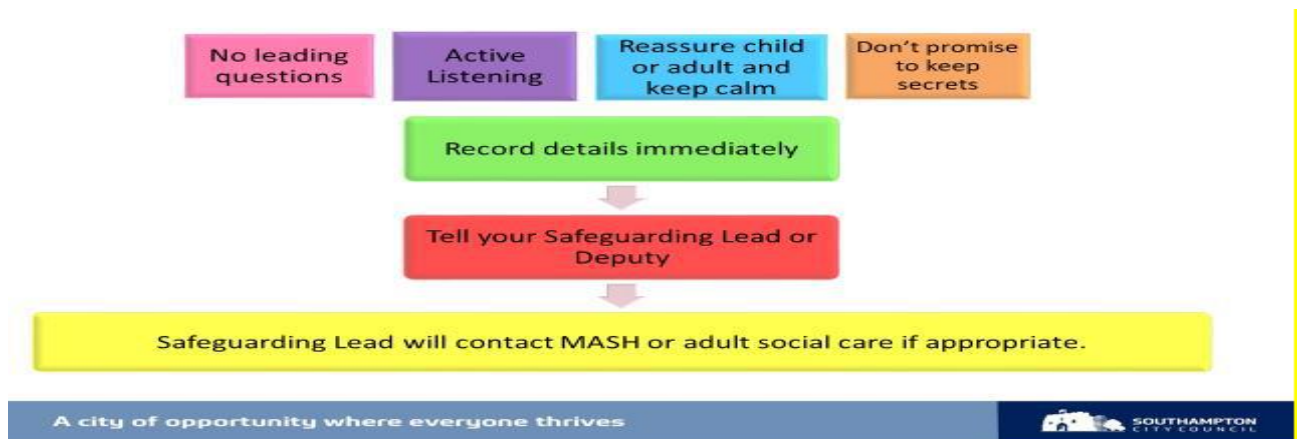 No leading
questions
Active
Listening
Reassure child
or adult and
keep calm
Don't promise
to keep
secrets
Record details immediately
Tell your Safeguarding Lead or
Deputy
Safeguarding Lead will contact MASH or adult social care if appropriate.
A city of opportunity where everyone thrives
SOUTHAMPTON
CITY COUNCIL